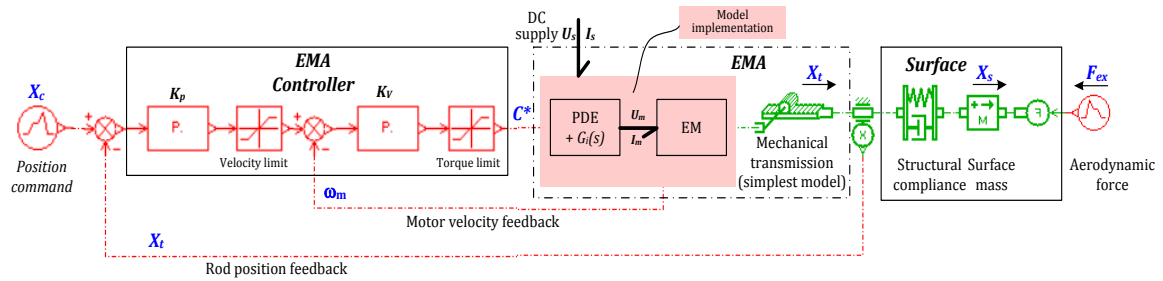 DC
supply Us Is
Model
implementation
EMA
Controller
EMA
Surface
Xc
Kp
KV
C*
Xt
Xs
Fex
P.
P.
PDE
+ Gi(s)
Um
Im
EM
M
F
X
Velocity limit
Torque limit
Position
command
Mechanical
transmission
(simplest model)
Structural Surface
compliance mass
Aerodynamic
force
ωm
Motor velocity feedback
Xt
Rod position feedback